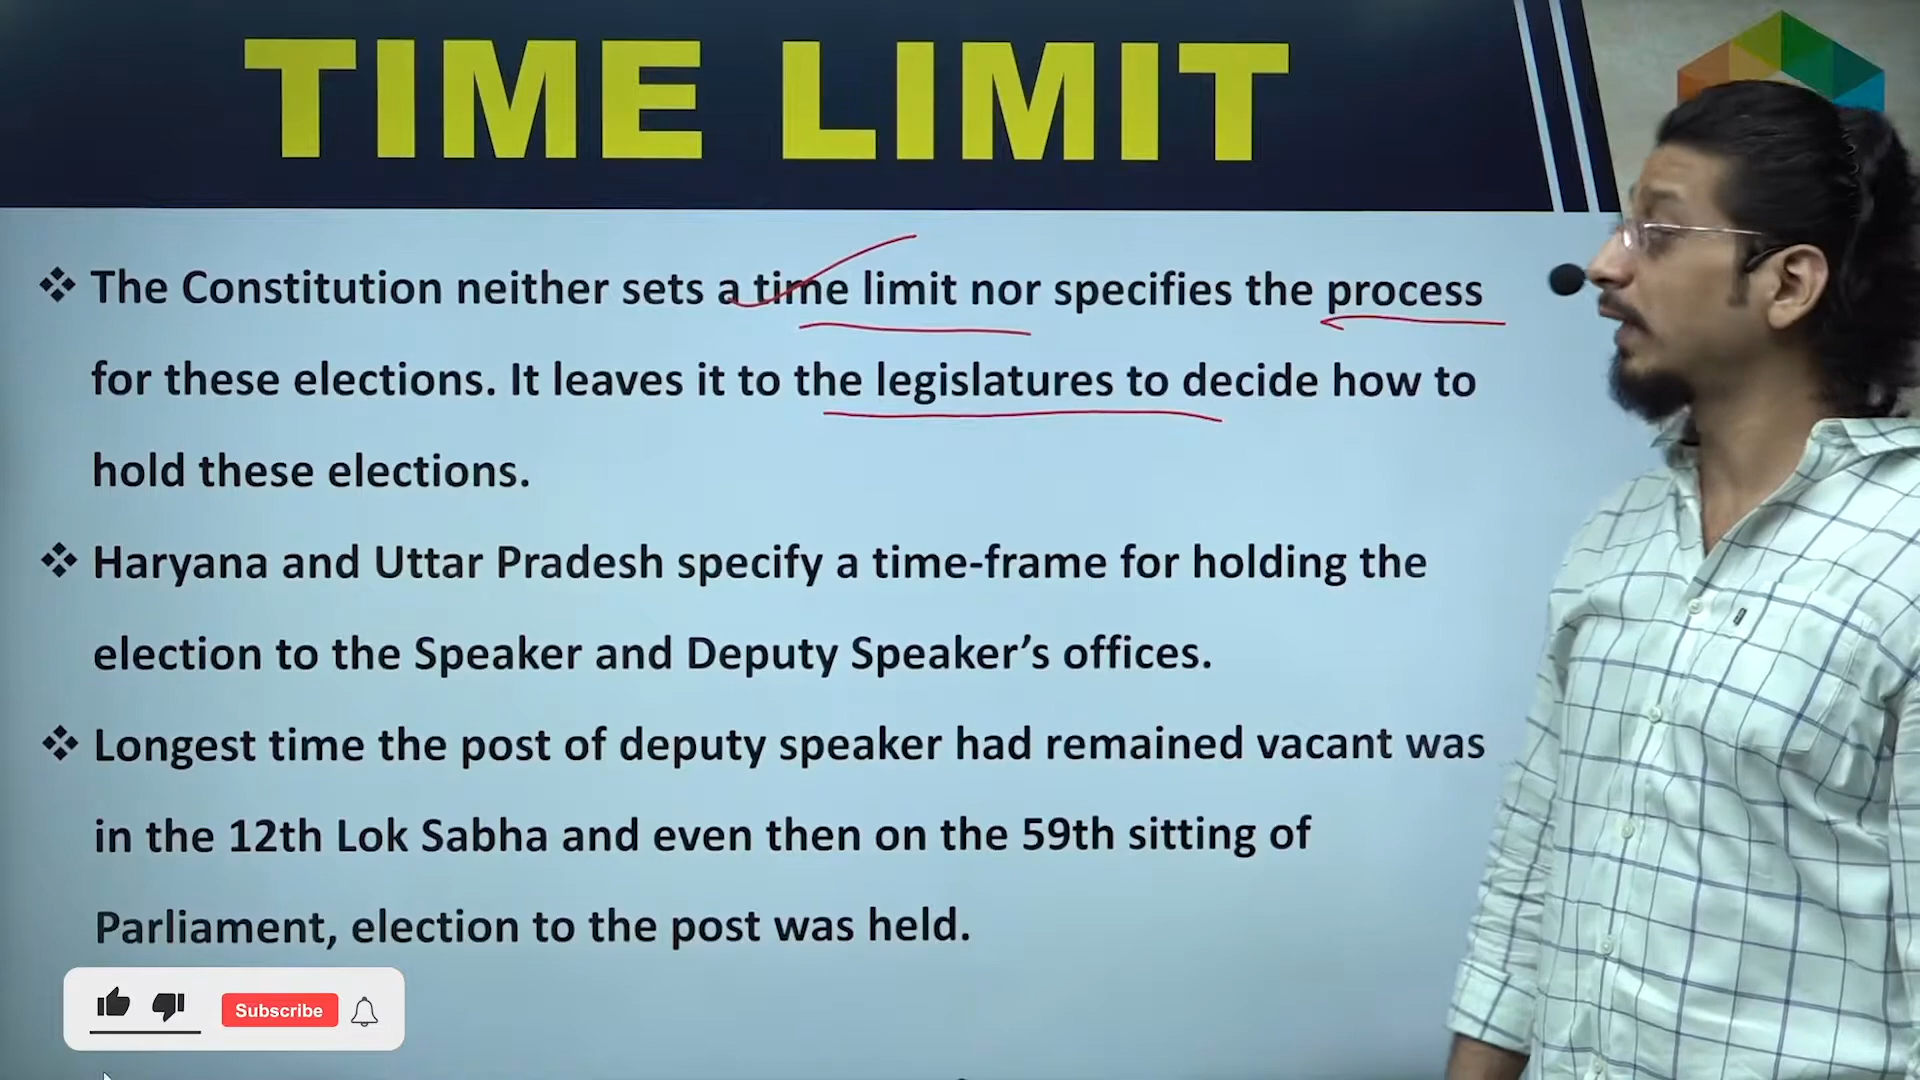 TIME LIMIT
The Constitution neither sets a time limit nor specifies the process
for these elections. It leaves it to the legislatures to decide how to
hold these elections.
Haryana and Uttar Pradesh specify a time-frame for holding the
election to the Speaker and Deputy Speaker's offices.
Longest time the post of deputy speaker had remained vacant was
in the 12th Lok Sabha and even then on the 59th sitting of
Parliament, election to the post was held.
Subscribe